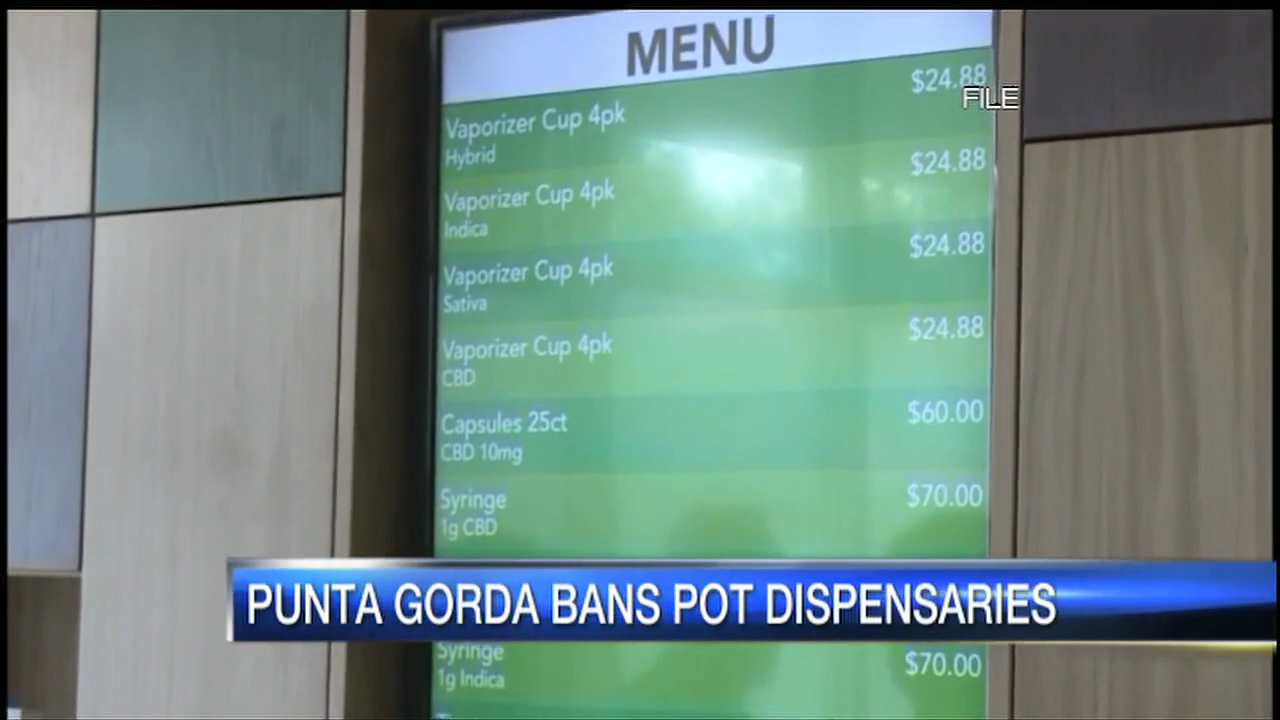 MENU
$24.88
FILE
Vaporizer Cup 4pk
Hybrid
$24.88
Vaporizer Cup 4pk
Indica
$24.88
Vaporizer Cup 4pk
Sativa
$24.88
Vaporizer Cup 4pk
CBD
$60.00
Capsules 25ct
CBD 10mg
$70.00
Syringe
1g CBD
PUNTA GORDA BANS POT DISPENSARIES
Syringe
$70.00
1g Indica